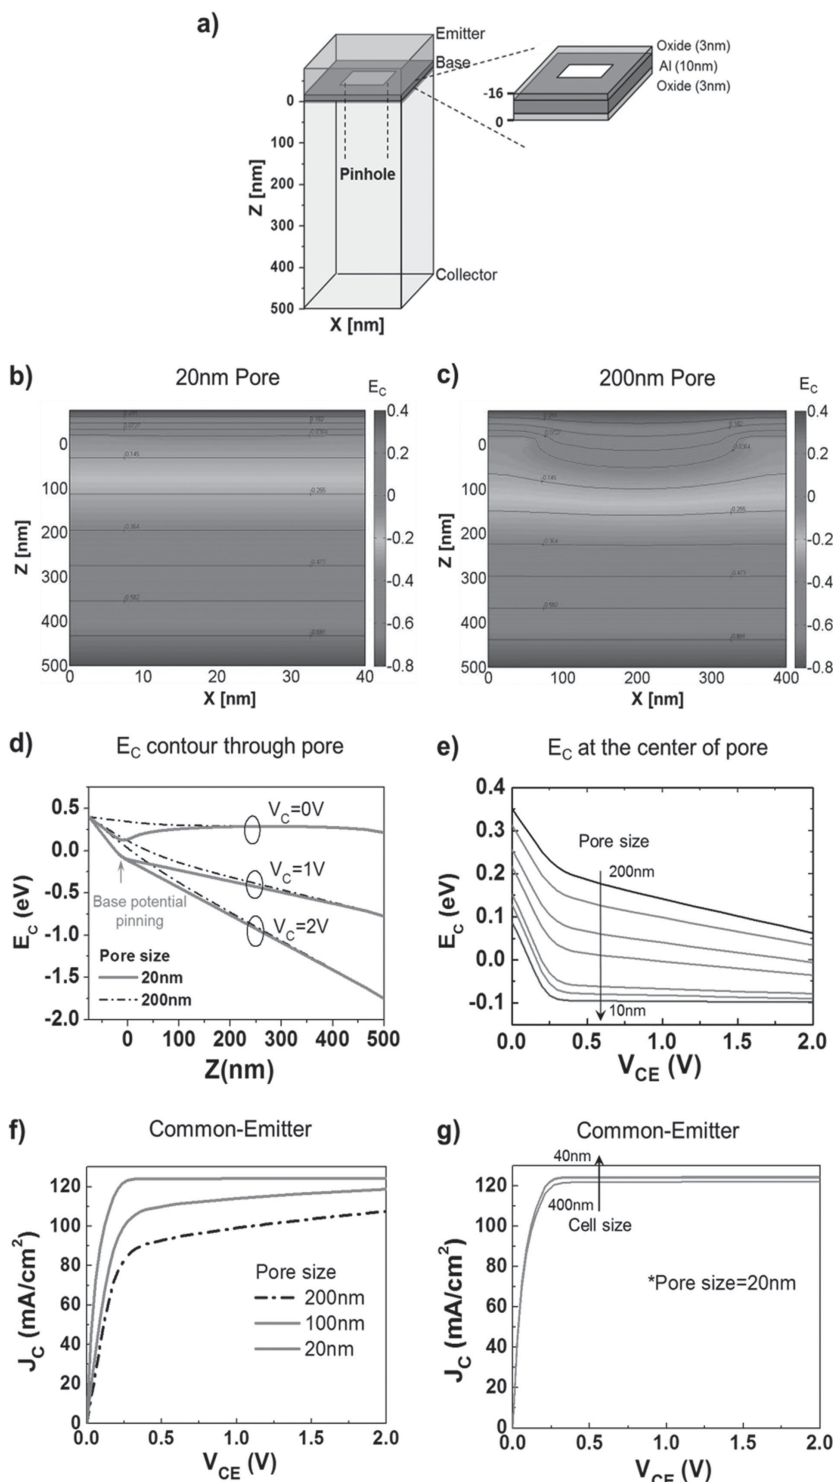 a)
Emitter
Base
Oxide (3nm)
Al (10nm)
Oxide (3nm)
-16
0
0
100
200
300
400
500
Z [nm]
Pinhole
Collector
X [nm]
b)
20nm Pore
E_C
0.4
0.2
0
-0.2
-0.4
-0.6
-0.8
0
100
200
300
400
500
Z [nm]
0 10 20 30 40
X [nm]
c)
200nm Pore
E_C
0.4
0.2
0
-0.2
-0.4
-0.6
-0.8
0
100
200
300
400
500
Z [nm]
0 100 200 300 400
X [nm]
d)
E_C contour through pore
0.5
0.0
-0.5
-1.0
-1.5
-2.0
E_C (eV)
V_C=0V
V_C=1V
V_C=2V
Base potential
pinning
Pore size
20nm
200nm
0 100 200 300 400 500
Z(nm)
e)
E_C at the center of pore
0.4
0.3
0.2
0.1
0.0
-0.1
E_C (eV)
Pore size
200nm
10nm
0.0 0.5 1.0 1.5 2.0
V_CE (V)
f)
Common-Emitter
120
100
80
60
40
20
0
J_C (mA/cm²)
Pore size
200nm
100nm
20nm
0.00 0.5 1.0 1.5 2.0
V_CE (V)
g)
Common-Emitter
120
100
80
60
40
20
0
J_C (mA/cm²)
40nm
400nm
Cell size
*Pore size=20nm
0.0 0.5 1.0 1.5 2.0
V_CE (V)